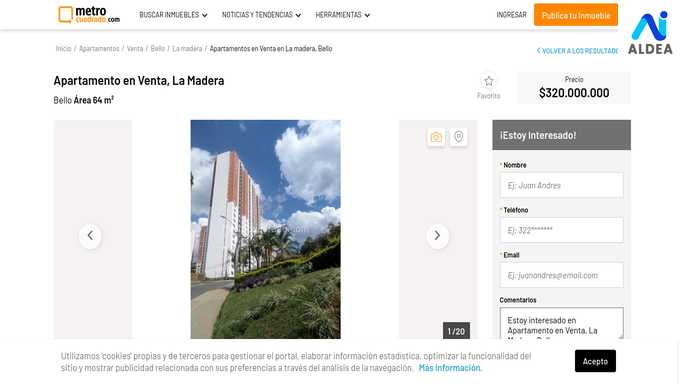 metro
cuadrado.com
BUSCAR INMUEBLES
NOTICIAS Y TENDENCIAS
HERRAMIENTAS
INGRESAR
Publica tu Inmueble
AI
ALDEA
Inicio / Apartamentos / Venta / Bello / La madera / Apartamentos en Venta en La madera, Bello
VOLVER A LOS RESULTAD
Apartamento en Venta, La Madera
Bello Área 64 m²
Favorito
Precio
$320.000.000
¡Estoy Interesado!
* Nombre
Ej: Juan Andres
* Teléfono
Ej: 322*******
* Email
Ej: juanandres@email.com
Comentarios
Estoy interesado en
Apartamento en Venta, La
1 / 20
Utilizamos 'cookies' propias y de terceros para gestionar el portal, elaborar información estadística, optimizar la funcionalidad del
sitio y mostrar publicidad relacionada con sus preferencias a través del análisis de la navegación. Más información.
Acepto